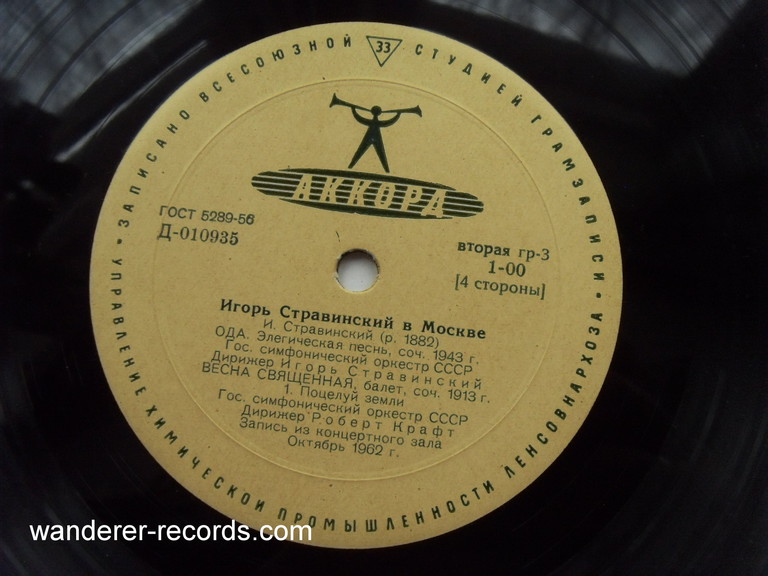 ЗАПИСАНО ВСЕСОЮЗНОЙ 33 СТУДИЕЙ ГРАМЗАПИСИ •
УПРАВЛЕНИЕ ХИМИЧЕСКОЙ ПРОМЫШЛЕННОСТИ ЛЕНСОВНАРХОЗА •
АККОРД
ГОСТ 5289-56
Д-010935
вторая гр-3
1-00
[4 стороны]
Игорь Стравинский в Москве
И. Стравинский (р. 1882)
ОДА. Элегическая песнь, соч. 1943 г.
Гос. симфонический оркестр СССР
Дирижер Игорь Стравинский
ВЕСНА СВЯЩЕННАЯ, балет, соч. 1913 г.
1. Поцелуй земли
Гос. симфонический оркестр СССР
Дирижер Роберт Крафт
Запись из концертного зала
Октябрь 1962 г.
wanderer-records.com